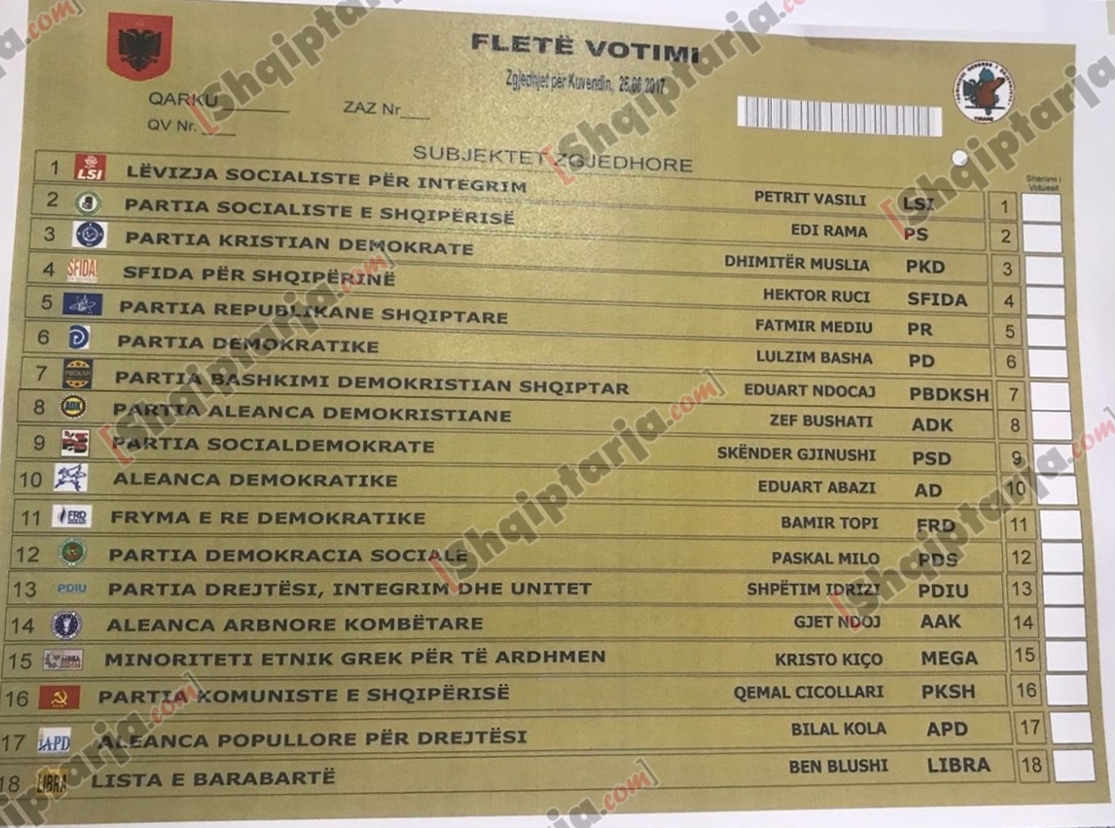 FLETË VOTIMI
Zgjedhjet për Kuvendin, 25.06.2017
QARKU ZAZ Nr
QV Nr.
SUBJEKTET ZGJEDHORE
Shenimi i
Votuesit
1 LSI LËVIZJA SOCIALISTE PËR INTEGRIM PETRIT VASILI LSI 1
2 PARTIA SOCIALISTE E SHQIPËRISË EDI RAMA PS 2
3 PARTIA KRISTIAN DEMOKRATE DHIMITËR MUSLIA PKD 3
4 SFIDA! SFIDA PËR SHQIPËRINË HEKTOR RUCI SFIDA 4
5 PARTIA REPUBLIKANE SHQIPTARE FATMIR MEDIU PR 5
6 PARTIA DEMOKRATIKE LULZIM BASHA PD 6
7 PBDKSH PARTIA BASHKIMI DEMOKRISTIAN SHQIPTAR EDUART NDOCAJ PBDKSH 7
8 ADK PARTIA ALEANCA DEMOKRISTIANE ZEF BUSHATI ADK 8
9 PARTIA SOCIALDEMOKRATE SKËNDER GJINUSHI PSD 9
10 ALEANCA DEMOKRATIKE EDUART ABAZI AD 10
11 FRD FRYMA E RE DEMOKRATIKE BAMIR TOPI FRD 11
12 PARTIA DEMOKRACIA SOCIALE PASKAL MILO PDS 12
13 PDIU PARTIA DREJTËSI, INTEGRIM DHE UNITET SHPËTIM IDRIZI PDIU 13
14 ALEANCA ARBNORE KOMBËTARE GJET NDOJ AAK 14
15 MINORITETI ETNIK GREK PËR TË ARDHMEN KRISTO KIÇO MEGA 15
16 PARTIA KOMUNISTE E SHQIPËRISË QEMAL CICOLLARI PKSH 16
17 APD ALEANCA POPULLORE PËR DREJTËSI BILAL KOLA APD 17
18 LIBRA LISTA E BARABARTË BEN BLUSHI LIBRA 18
[Shqiptarja.com]